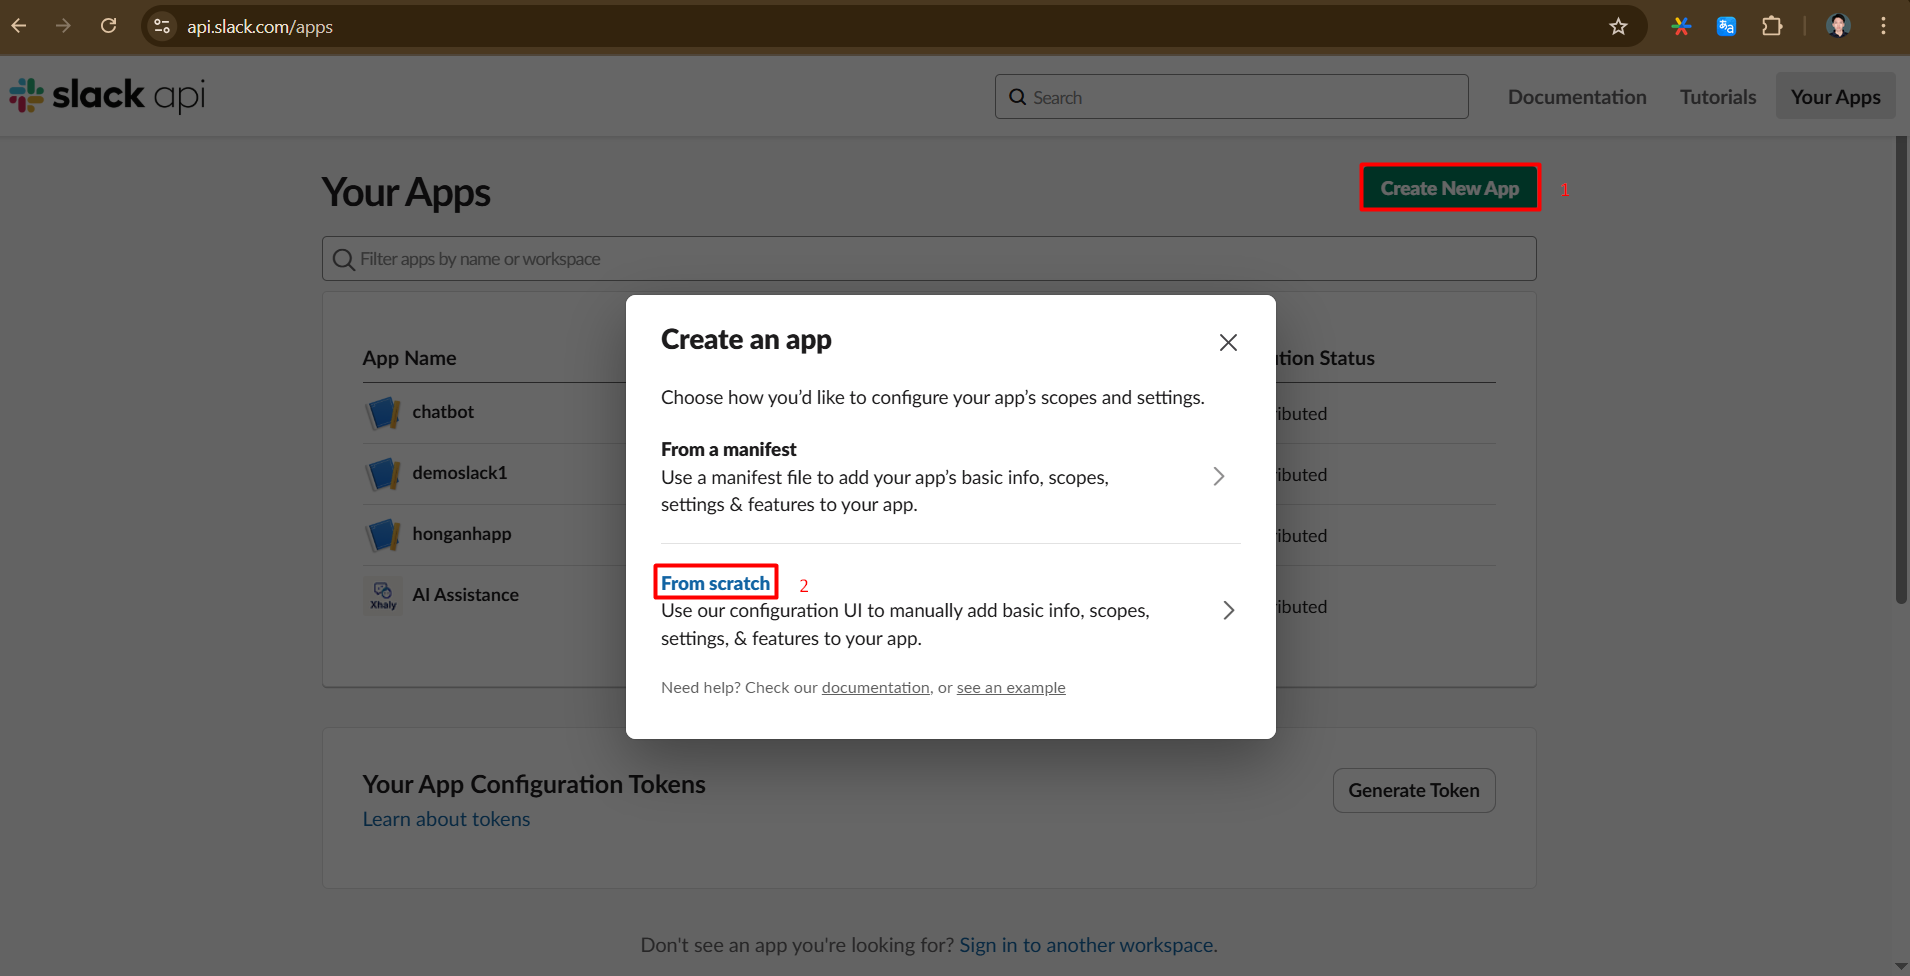 api.slack.com/apps
slack api
Search
Documentation
Tutorials
Your Apps
Your Apps
Create New App
1
Filter apps by name or workspace
App Name
tion Status
chatbot
ibuted
demoslack1
ibuted
honganhapp
ibuted
Xhaly
AI Assistance
ibuted
Create an app
Choose how you’d like to configure your app’s scopes and settings.
From a manifest
Use a manifest file to add your app’s basic info, scopes,
settings & features to your app.
From scratch
2
Use our configuration UI to manually add basic info, scopes,
settings, & features to your app.
Need help? Check our documentation, or see an example
Your App Configuration Tokens
Learn about tokens
Generate Token
Don't see an app you're looking for? Sign in to another workspace.